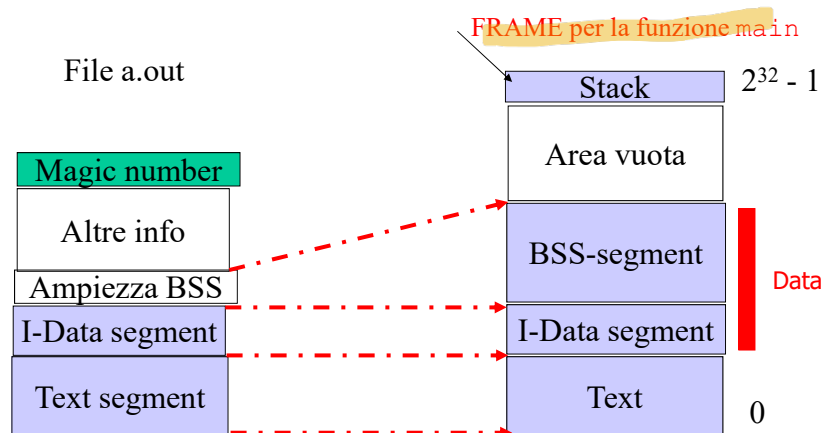 FRAME per la funzione main
File a.out
Stack
2³² - 1
Area vuota
Magic number
Altre info
BSS-segment
Ampiezza BSS
Data
I-Data segment
I-Data segment
Text segment
Text
0